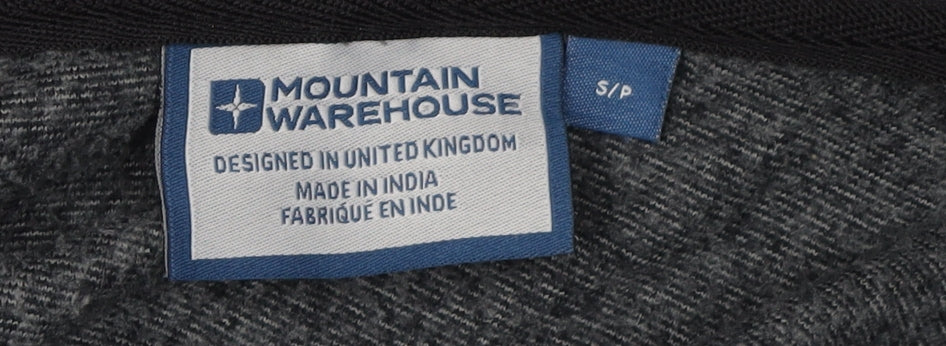 MOUNTAIN
WAREHOUSE
DESIGNED IN UNITED KINGDOM
MADE IN INDIA
FABRIQUÉ EN INDE
S/P